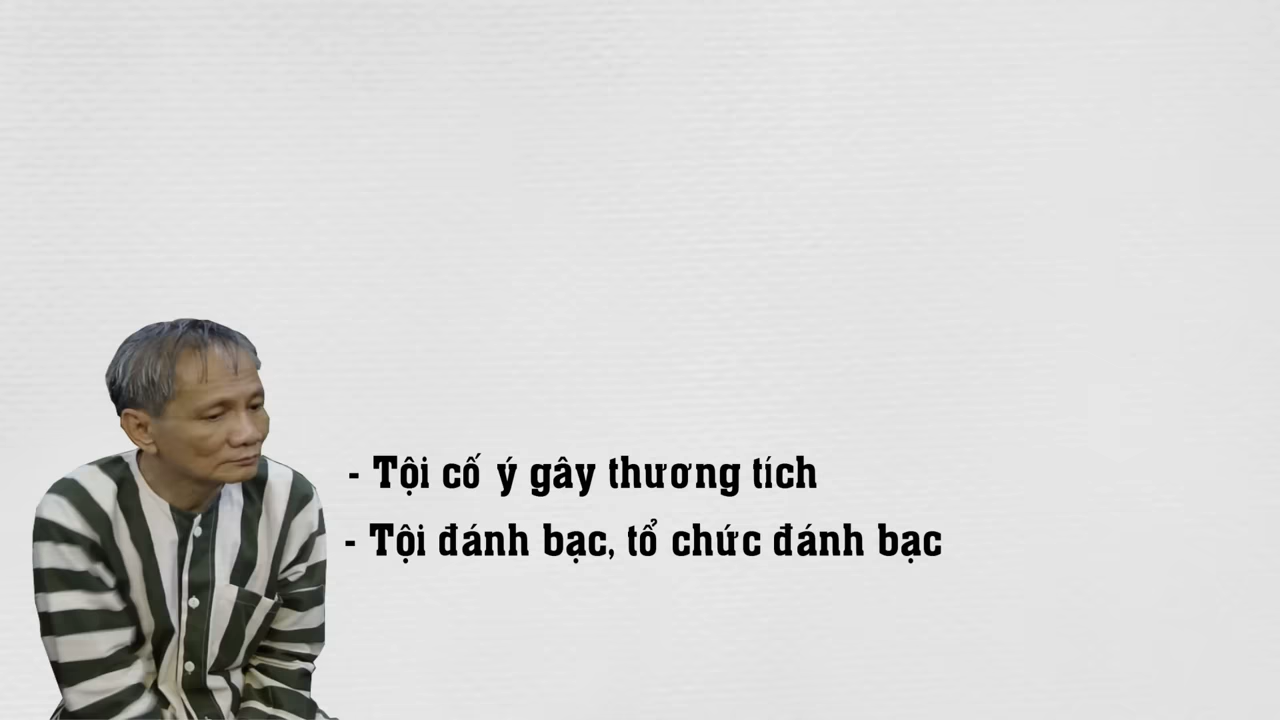 - Tội cố ý gây thương tích
- Tội đánh bạc, tổ chức đánh bạc